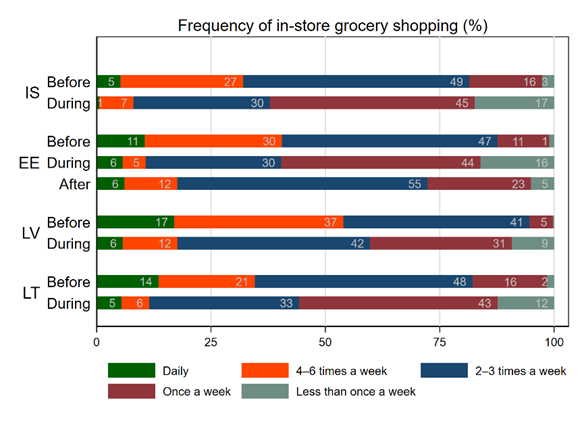 Frequency of in-store grocery shopping (%)
IS Before 5 27 49 16 3
During 1 7 30 45 17
Before 11 30 47 11 1
EE During 6 5 30 44 16
After 6 12 55 23 5
LV Before 17 37 41 5
During 6 12 42 31 9
LT Before 14 21 48 16 2
During 5 6 33 43 12
0 25 50 75 100
Daily 4–6 times a week 2–3 times a week
Once a week Less than once a week